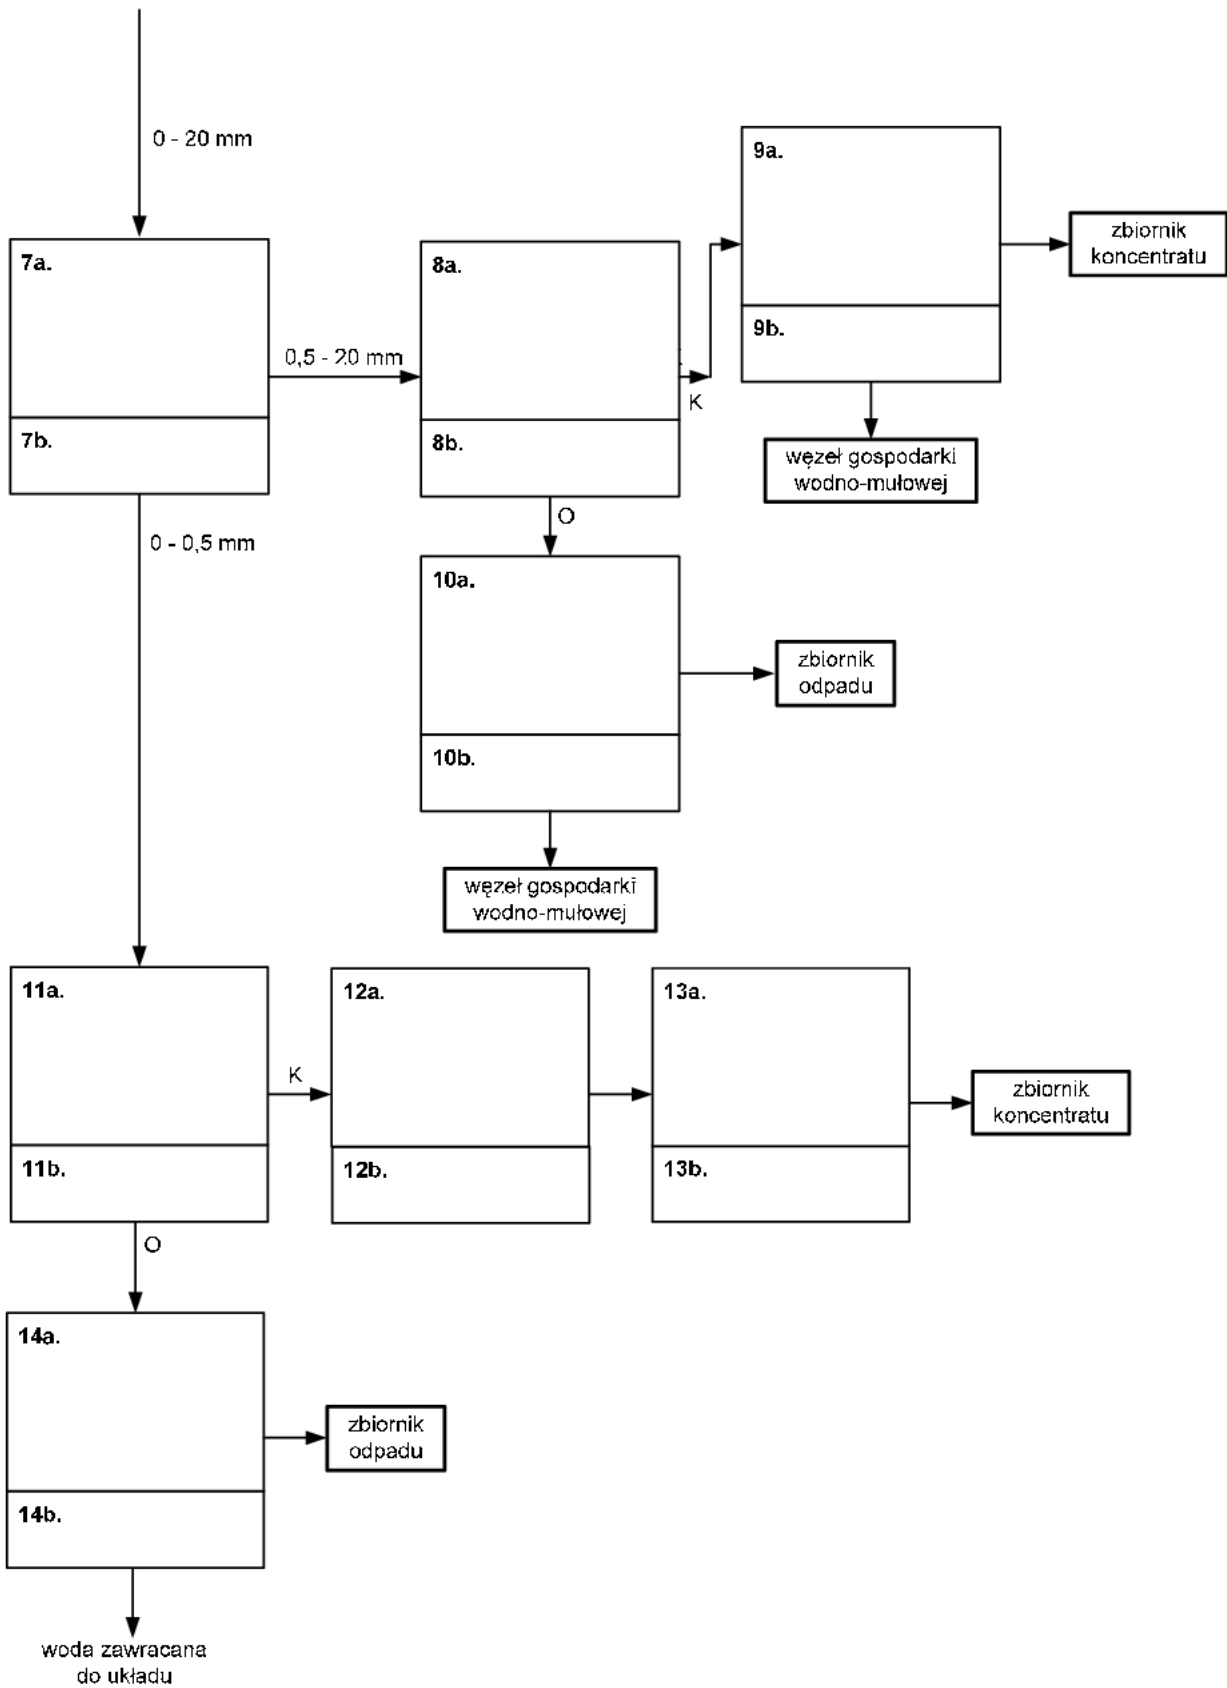 0 - 20 mm
9a.
zbiornik
koncentratu
7a.
8a.
9b.
0,5 - 20 mm
K
7b.
8b.
węzeł gospodarki
wodno-mułowej
O
0 - 0,5 mm
10a.
zbiornik
odpadu
10b.
węzeł gospodarki
wodno-mułowej
11a.
12a.
13a.
K
zbiornik
koncentratu
11b.
12b.
13b.
O
14a.
zbiornik
odpadu
14b.
woda zawracana
do układu